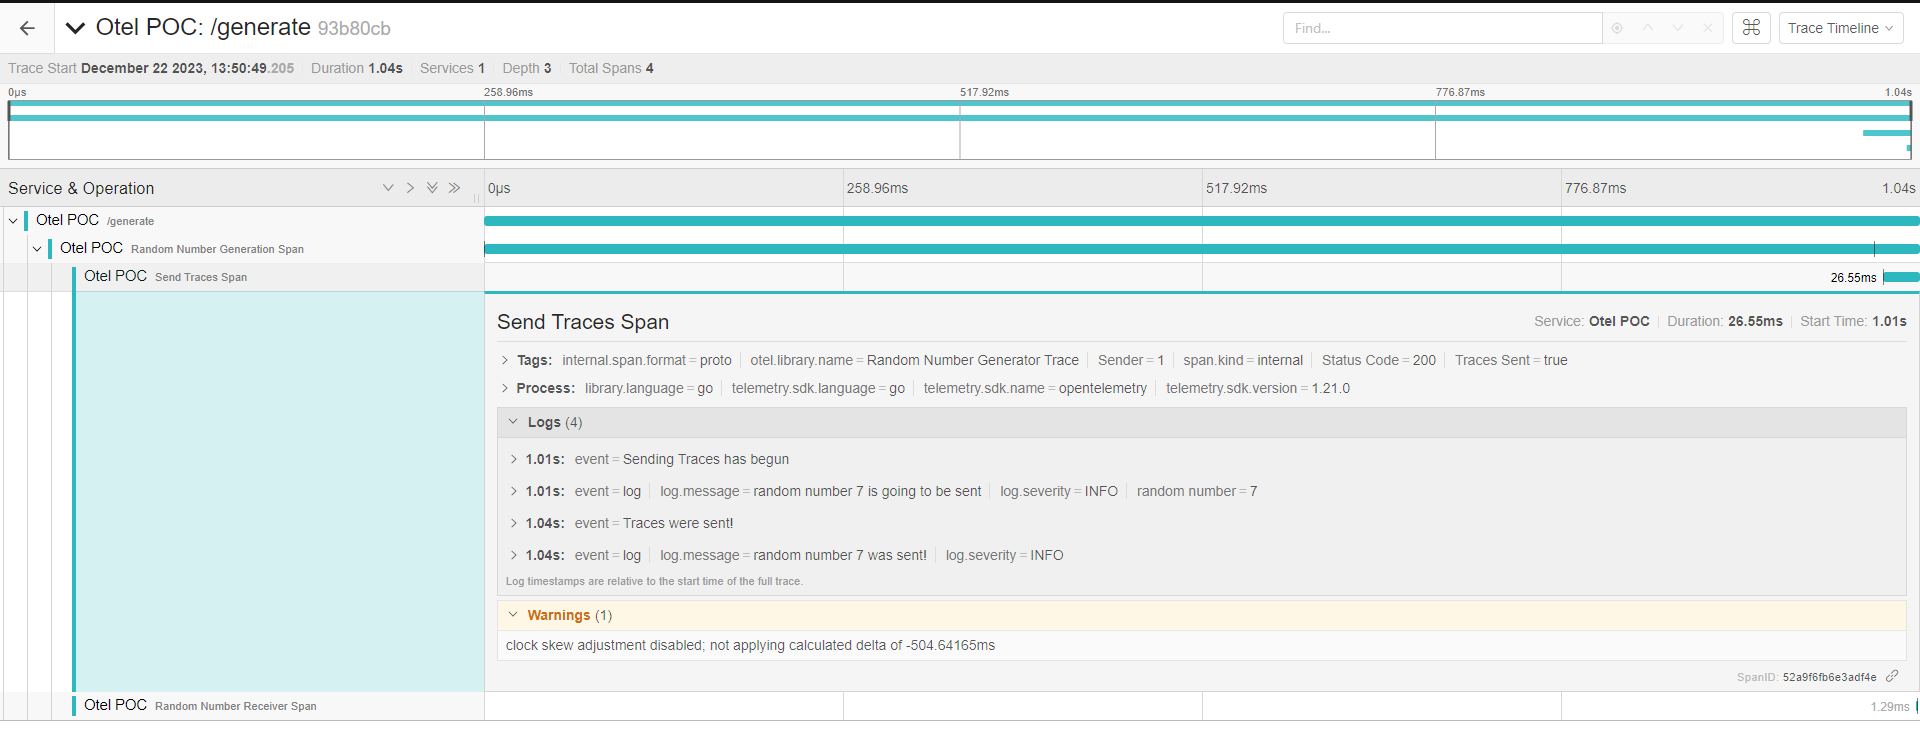 Otel POC: /generate 93b80cb Find... Trace Timeline
Trace Start December 22 2023, 13:50:49.205 Duration 1.04s Services 1 Depth 3 Total Spans 4
0μs 258.96ms 517.92ms 776.87ms 1.04s
Service & Operation 0μs 258.96ms 517.92ms 776.87ms 1.04s
Otel POC /generate
Otel POC Random Number Generation Span
Otel POC Send Traces Span 26.55ms
Send Traces Span Service: Otel POC Duration: 26.55ms Start Time: 1.01s
Tags: internal.span.format = proto otel.library.name = Random Number Generator Trace Sender = 1 span.kind = internal Status Code = 200 Traces Sent = true
Process: library.language = go telemetry.sdk.language = go telemetry.sdk.name = opentelemetry telemetry.sdk.version = 1.21.0
Logs (4)
1.01s: event = Sending Traces has begun
1.01s: event = log log.message = random number 7 is going to be sent log.severity = INFO random number = 7
1.04s: event = Traces were sent!
1.04s: event = log log.message = random number 7 was sent! log.severity = INFO
Log timestamps are relative to the start time of the full trace.
Warnings (1)
clock skew adjustment disabled; not applying calculated delta of -504.64165ms
SpanID: 52a9f6fb6e3adf4e
Otel POC Random Number Receiver Span 1.29ms